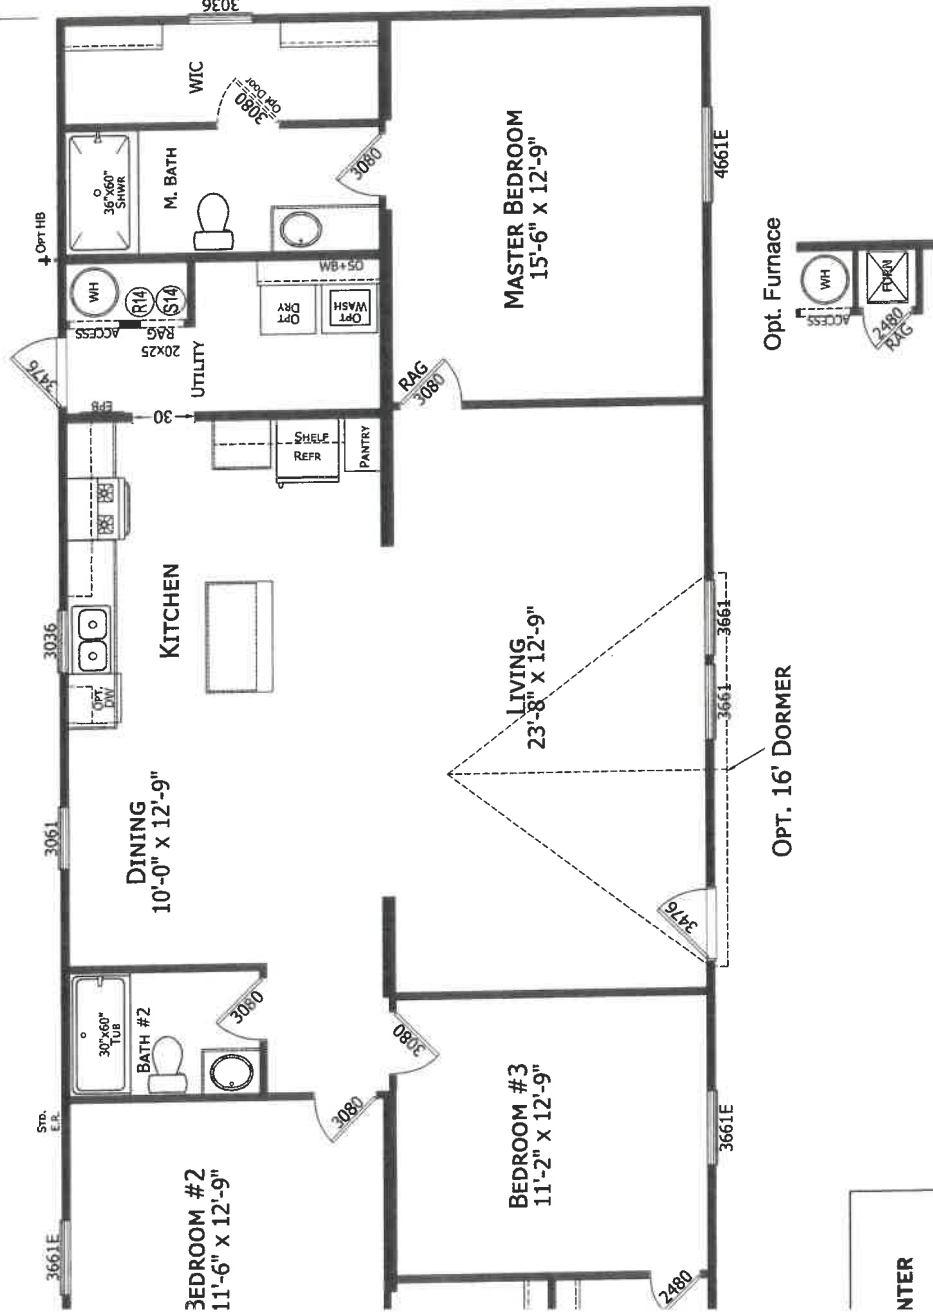 3036
WIC
3080
Opt Door
36"x60"
SHWR
M. BATH
3080
OPT HB
MASTER BEDROOM
15'-6" x 12'-9"
4661E
WH
R14
S14
ACCESS
RAG
20x25
UTILITY
OPT
DRY
OPT
WASH
WB+SO
3476
EPB
30
RAG
3080
Opt. Furnace
WH
FURN
ACCESS
2480
RAG
SHELF
REFR
PANTRY
KITCHEN
3036
OPT.
DW
LIVING
23'-8" x 12'-9"
3661
3661
OPT. 16' DORMER
DINING
10'-0" x 12'-9"
3061
3476
30"x60"
TUB
BATH #2
3080
3080
3080
STD.
E.R.
BEDROOM #3
11'-2" x 12'-9"
3661E
BEDROOM #2
11'-6" x 12'-9"
3661E
2480
NTER